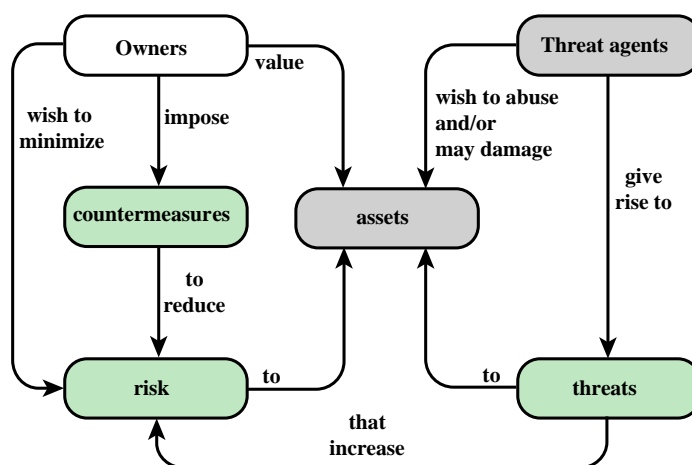 Owners
value
Threat agents
wish to
minimize
impose
wish to abuse
and/or
may damage
countermeasures
assets
give
rise to
to
reduce
risk
to
to
threats
that
increase